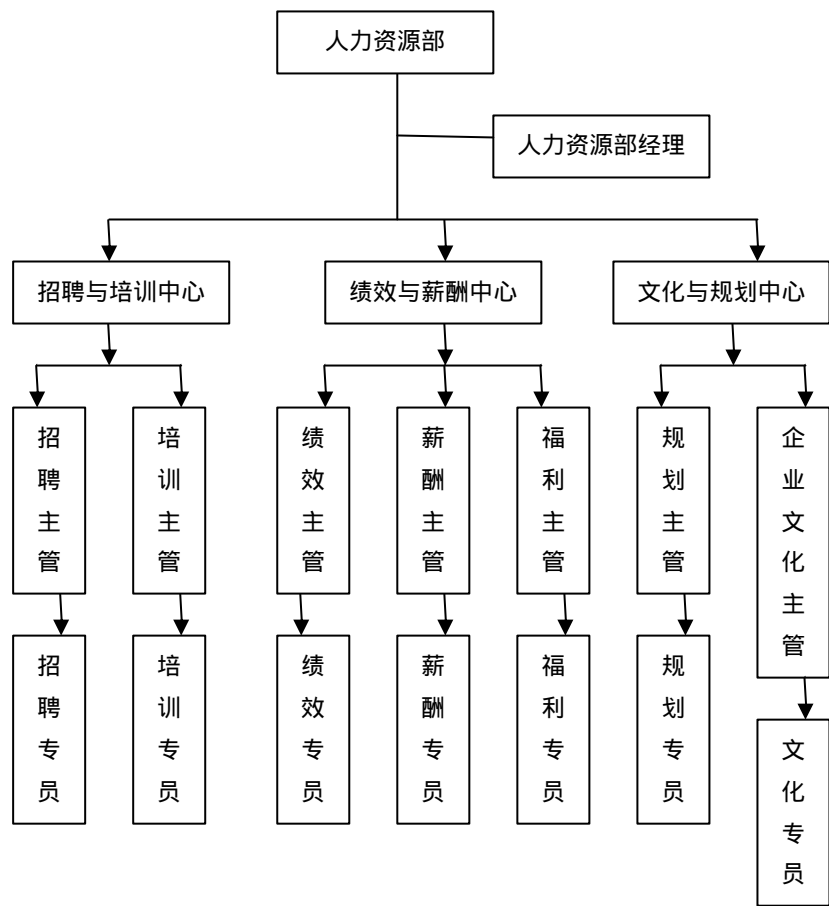 人力资源部
人力资源部经理
招聘与培训中心
绩效与薪酬中心
文化与规划中心
招聘主管
培训主管
绩效主管
薪酬主管
福利主管
规划主管
企业文化主管
招聘专员
培训专员
绩效专员
薪酬专员
福利专员
规划专员
文化专员